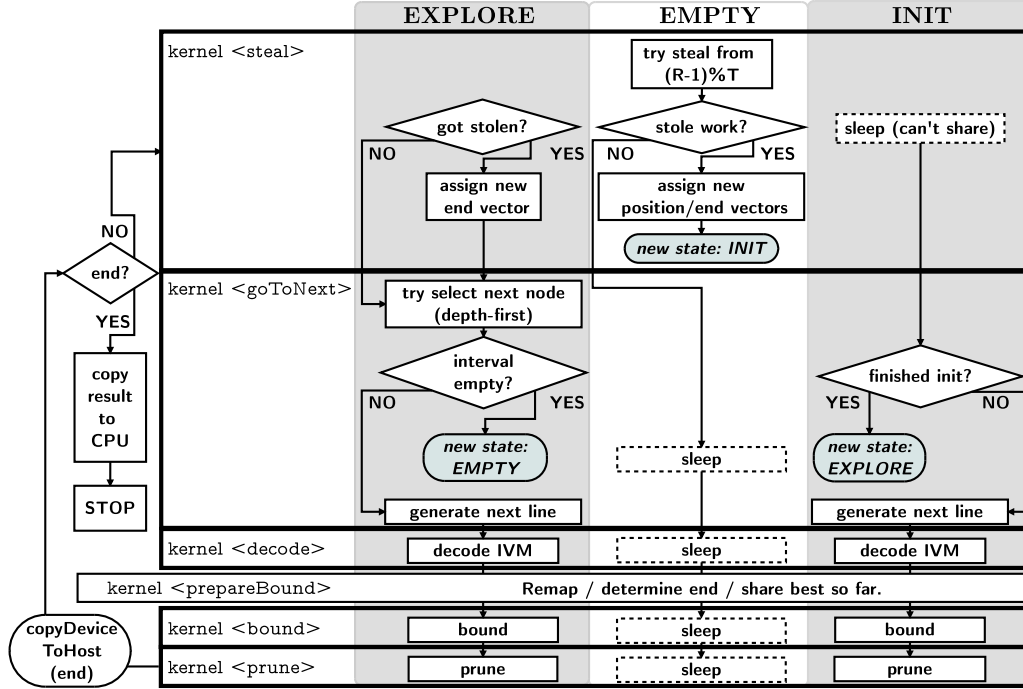 EXPLORE EMPTY INIT
kernel <steal>
try steal from
(R-1)%T
got stolen?
stole work?
sleep (can't share)
NO YES
NO YES
assign new
end vector
assign new
position/end vectors
new state: INIT
NO
end?
YES
copy
result
to
CPU
STOP
kernel <goToNext>
try select next node
(depth-first)
interval
empty?
finished init?
NO YES
YES NO
new state:
EMPTY
sleep
new state:
EXPLORE
generate next line
generate next line
kernel <decode>
decode IVM
sleep
decode IVM
kernel <prepareBound>
Remap / determine end / share best so far.
copyDevice
ToHost
(end)
kernel <bound>
bound
sleep
bound
kernel <prune>
prune
sleep
prune